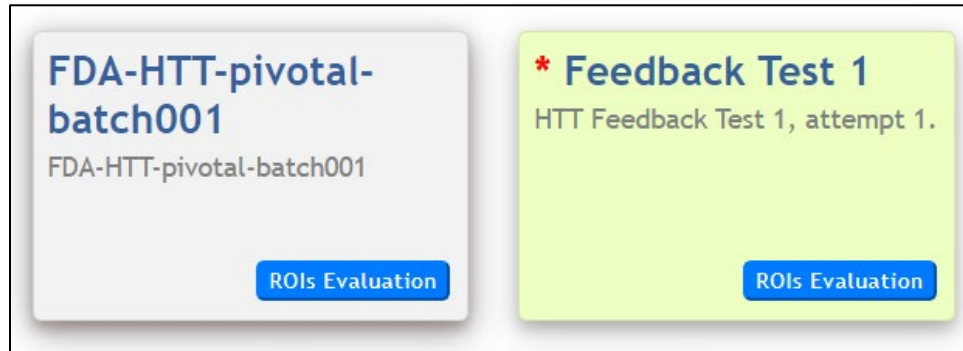 FDA-HTT-pivotal-
batch001
FDA-HTT-pivotal-batch001
ROIs Evaluation
* Feedback Test 1
HTT Feedback Test 1, attempt 1.
ROIs Evaluation